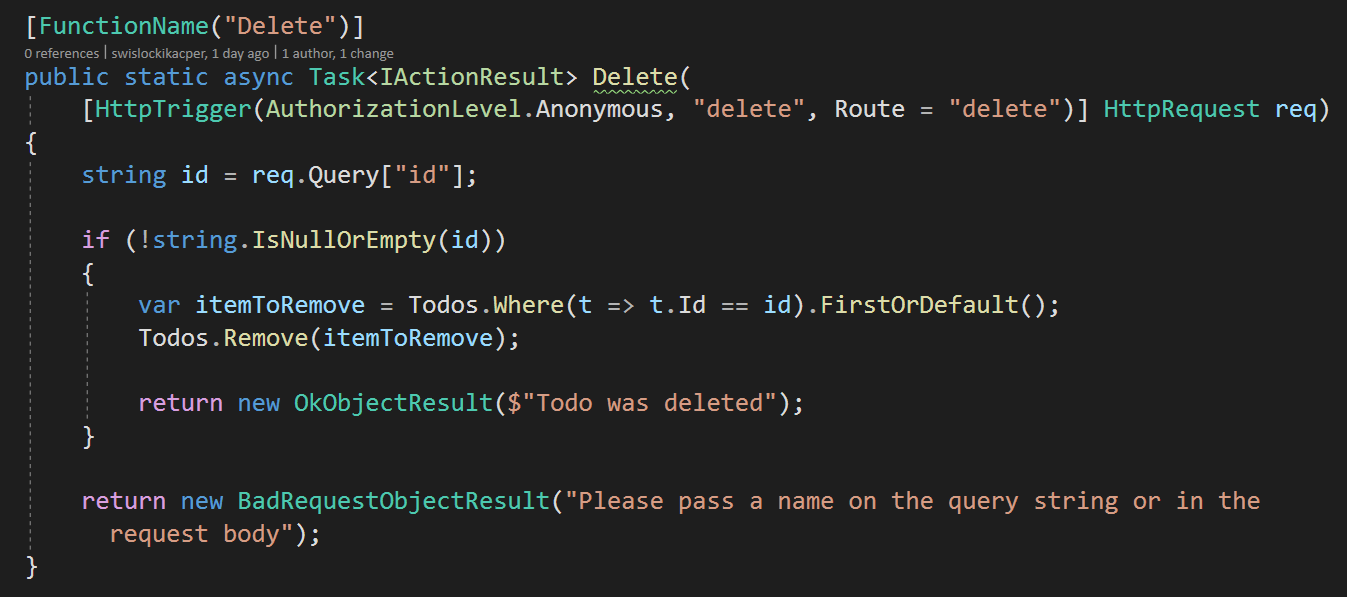 [FunctionName("Delete")]
0 references | swislockikacper, 1 day ago | 1 author, 1 change
public static async Task<IActionResult> Delete(
[HttpTrigger(AuthorizationLevel.Anonymous, "delete", Route = "delete")] HttpRequest req)
{
string id = req.Query["id"];
if (!string.IsNullOrEmpty(id))
{
var itemToRemove = Todos.Where(t => t.Id == id).FirstOrDefault();
Todos.Remove(itemToRemove);
return new OkObjectResult($"Todo was deleted");
}
return new BadRequestObjectResult("Please pass a name on the query string or in the
request body");
}